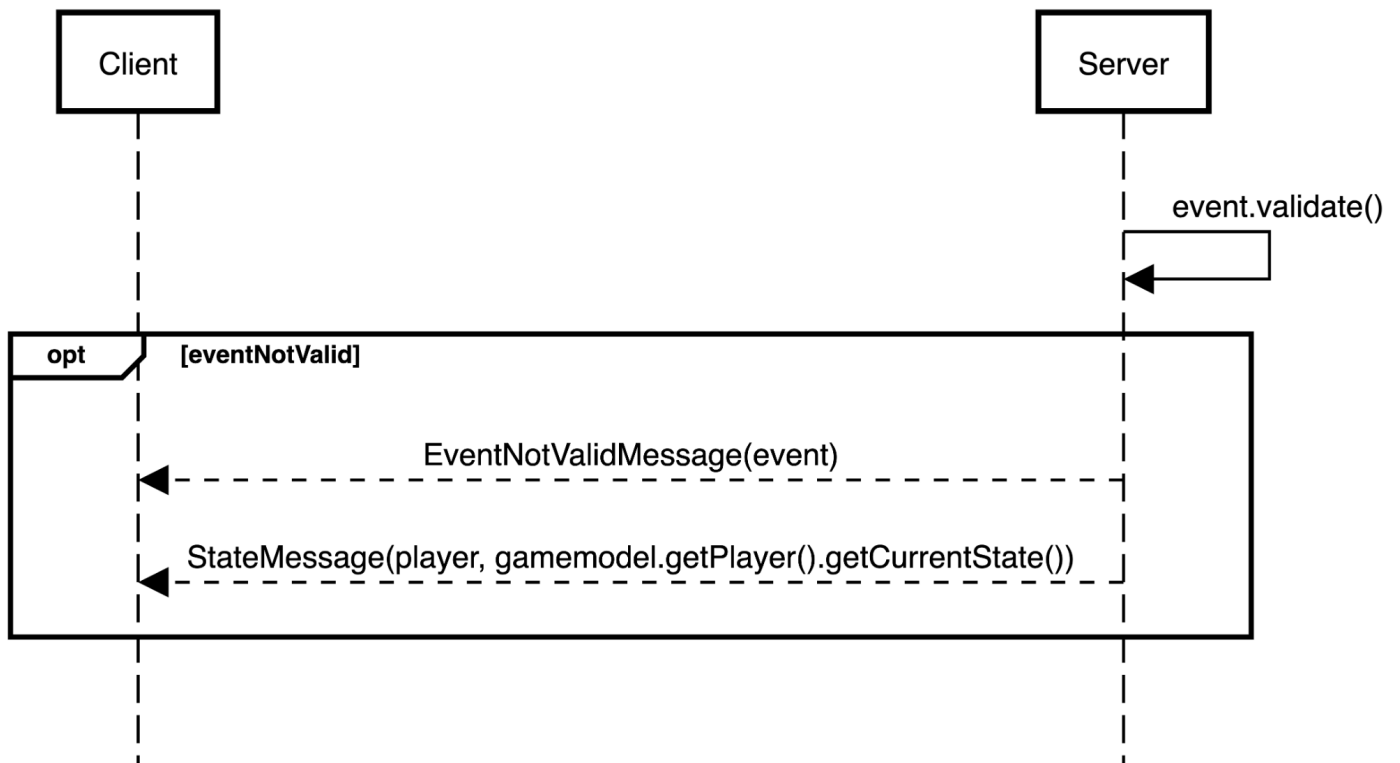 Client
Server
event.validate()
opt
[eventNotValid]
EventNotValidMessage(event)
StateMessage(player, gamemodel.getPlayer().getCurrentState())